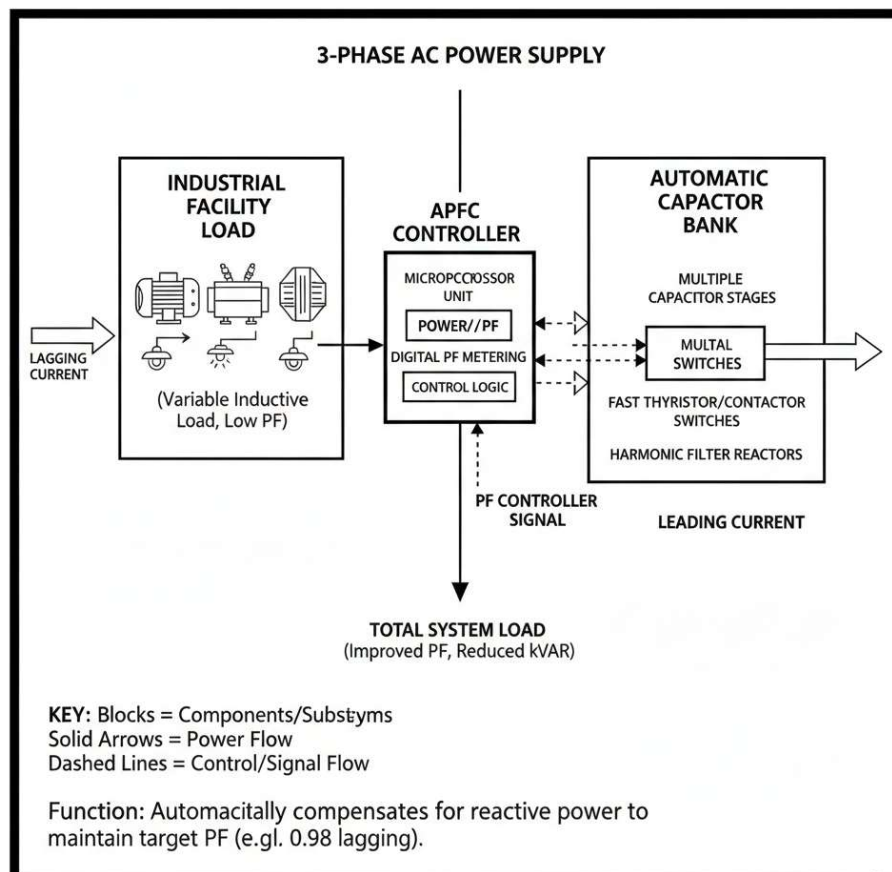 3-PHASE AC POWER SUPPLY
INDUSTRIAL
FACILITY
LOAD
LAGGING
CURRENT
(Variable Inductive
Load, Low PF)
APFC
CONTROLLER
MICROPCCIOSSOR
UNIT
POWER//PF
DIGITAL PF METERING
CONTROL LOGIC
PF CONTROLLER
SIGNAL
AUTOMATIC
CAPACTOR
BANK
MULTIPLE
CAPACITOR STAGES
MULTAL
SWITCHES
FAST THYRISTOR/CONTACTOR
SWITCHES
HARMONIC FILTER REACTORS
LEADING CURRENT
TOTAL SYSTEM LOAD
(Improved PF, Reduced kVAR)
KEY: Blocks = Components/Substyms
Solid Arrows = Power Flow
Dashed Lines = Control/Signal Flow
Function: Automacitally compensates for reactive power to
maintain target PF (e.gl. 0.98 lagging).